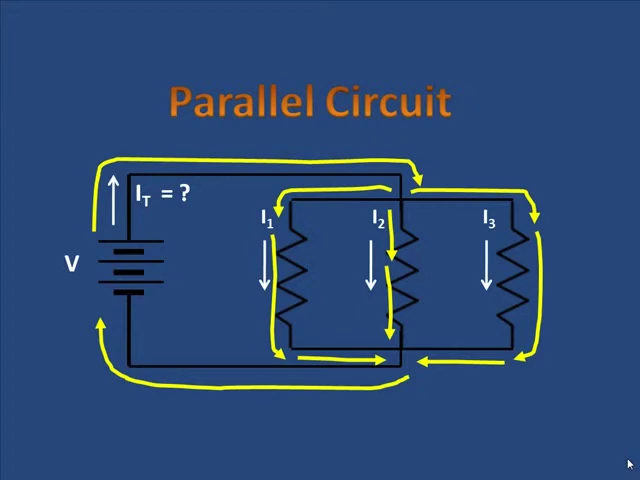 Parallel Circuit
I_T = ?
I_1 I_2 I_3
V